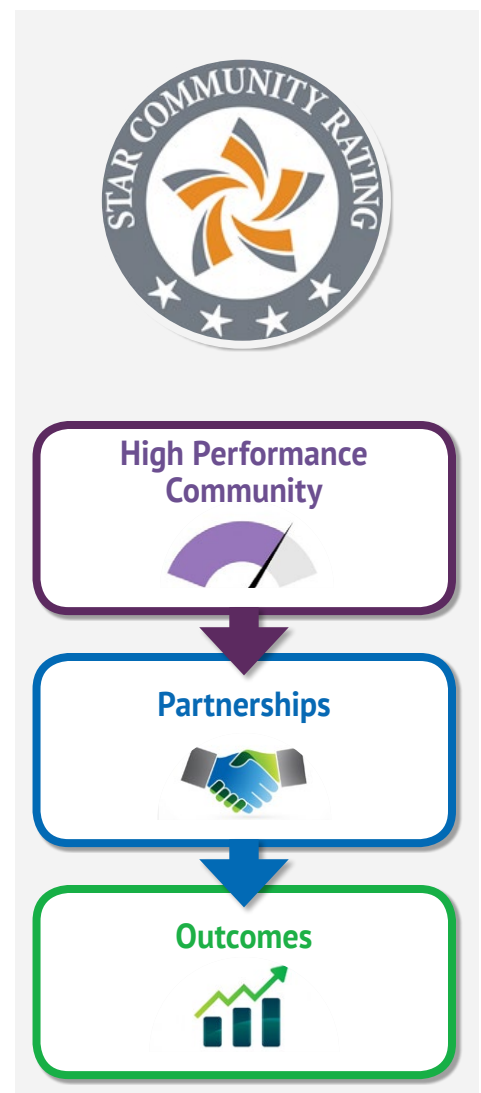 STAR COMMUNITY RATING
High Performance
Community
Partnerships
Outcomes